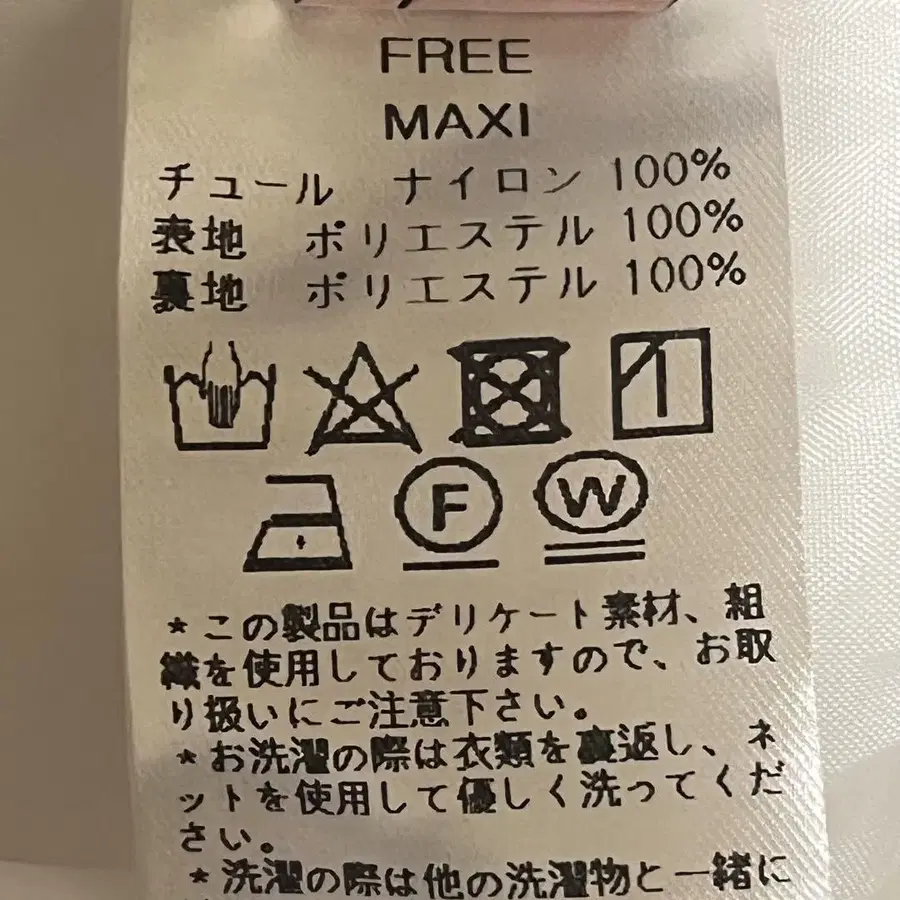 FREE
MAXI
チュール ナイロン 100%
表地 ポリエステル 100%
裏地 ポリエステル 100%
F W
*この製品はデリケート素材、組
織を使用しておりますので、お取
り扱いにご注意下さい。
*お洗濯の際は衣類を裏返し、ネ
ットを使用して優しく洗ってくだ
さい。
*洗濯の際は他の洗濯物と一緒に